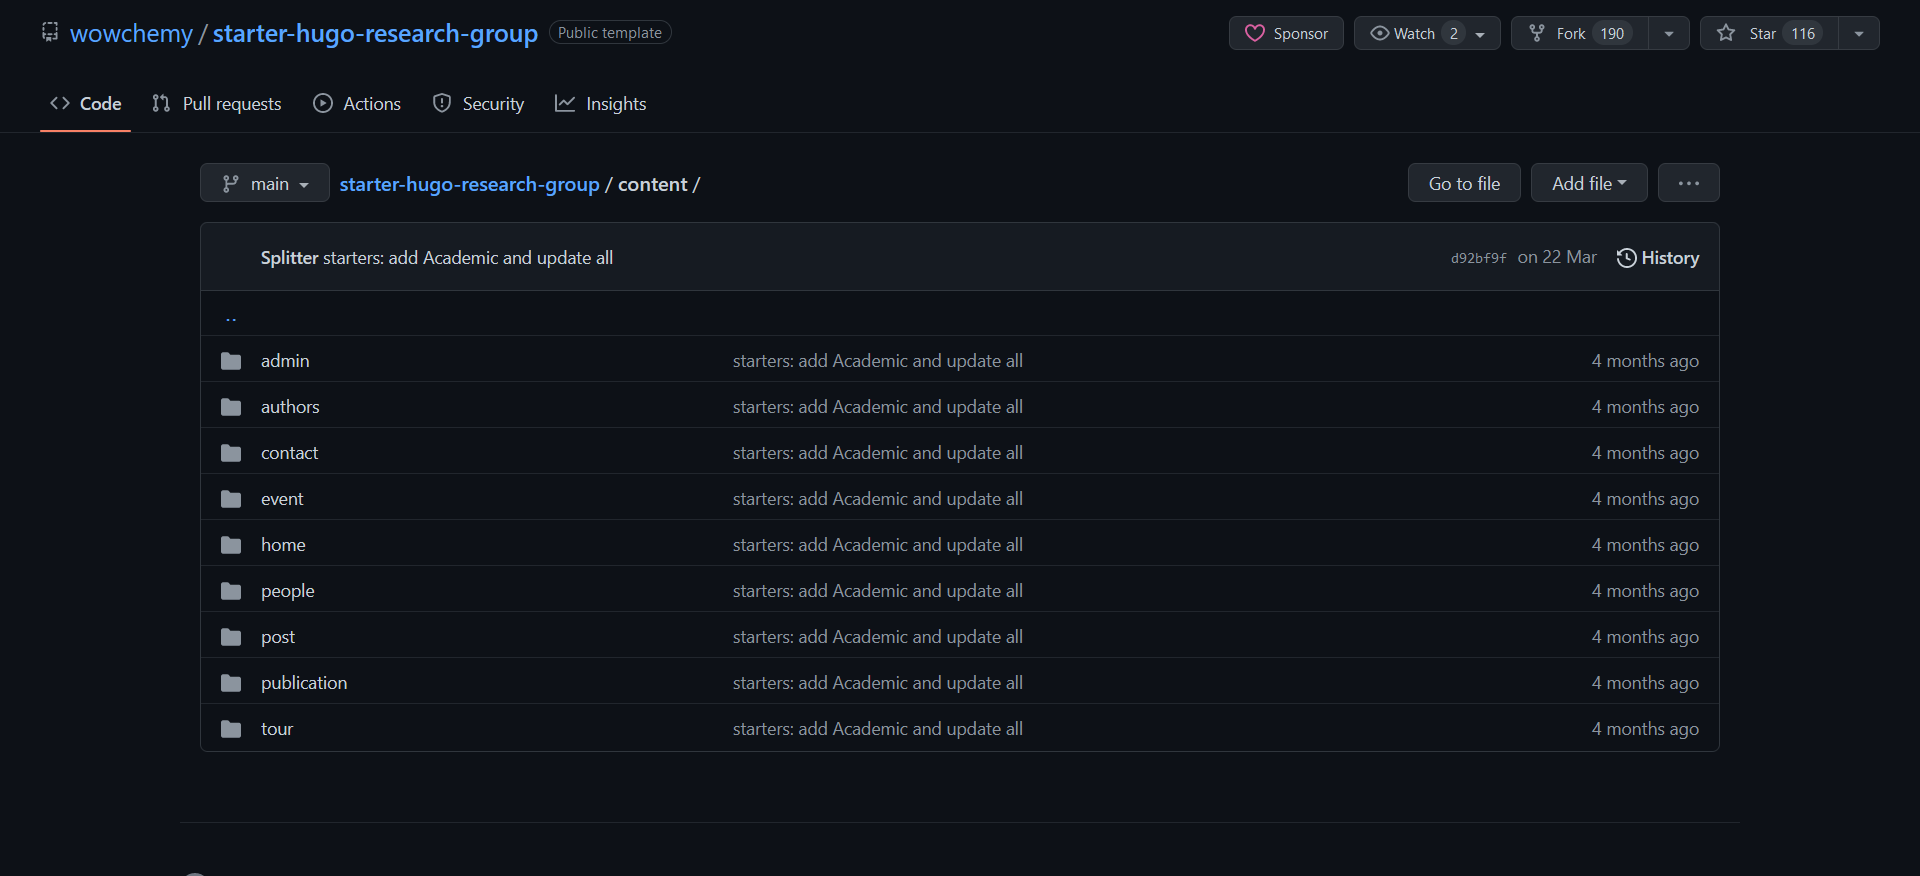 wowchemy / starter-hugo-research-group Public template
Sponsor Watch 2 Fork 190 Star 116
Code Pull requests Actions Security Insights
main starter-hugo-research-group / content / Go to file Add file ...
Splitter starters: add Academic and update all d92bf9f on 22 Mar History
..
admin starters: add Academic and update all 4 months ago
authors starters: add Academic and update all 4 months ago
contact starters: add Academic and update all 4 months ago
event starters: add Academic and update all 4 months ago
home starters: add Academic and update all 4 months ago
people starters: add Academic and update all 4 months ago
post starters: add Academic and update all 4 months ago
publication starters: add Academic and update all 4 months ago
tour starters: add Academic and update all 4 months ago